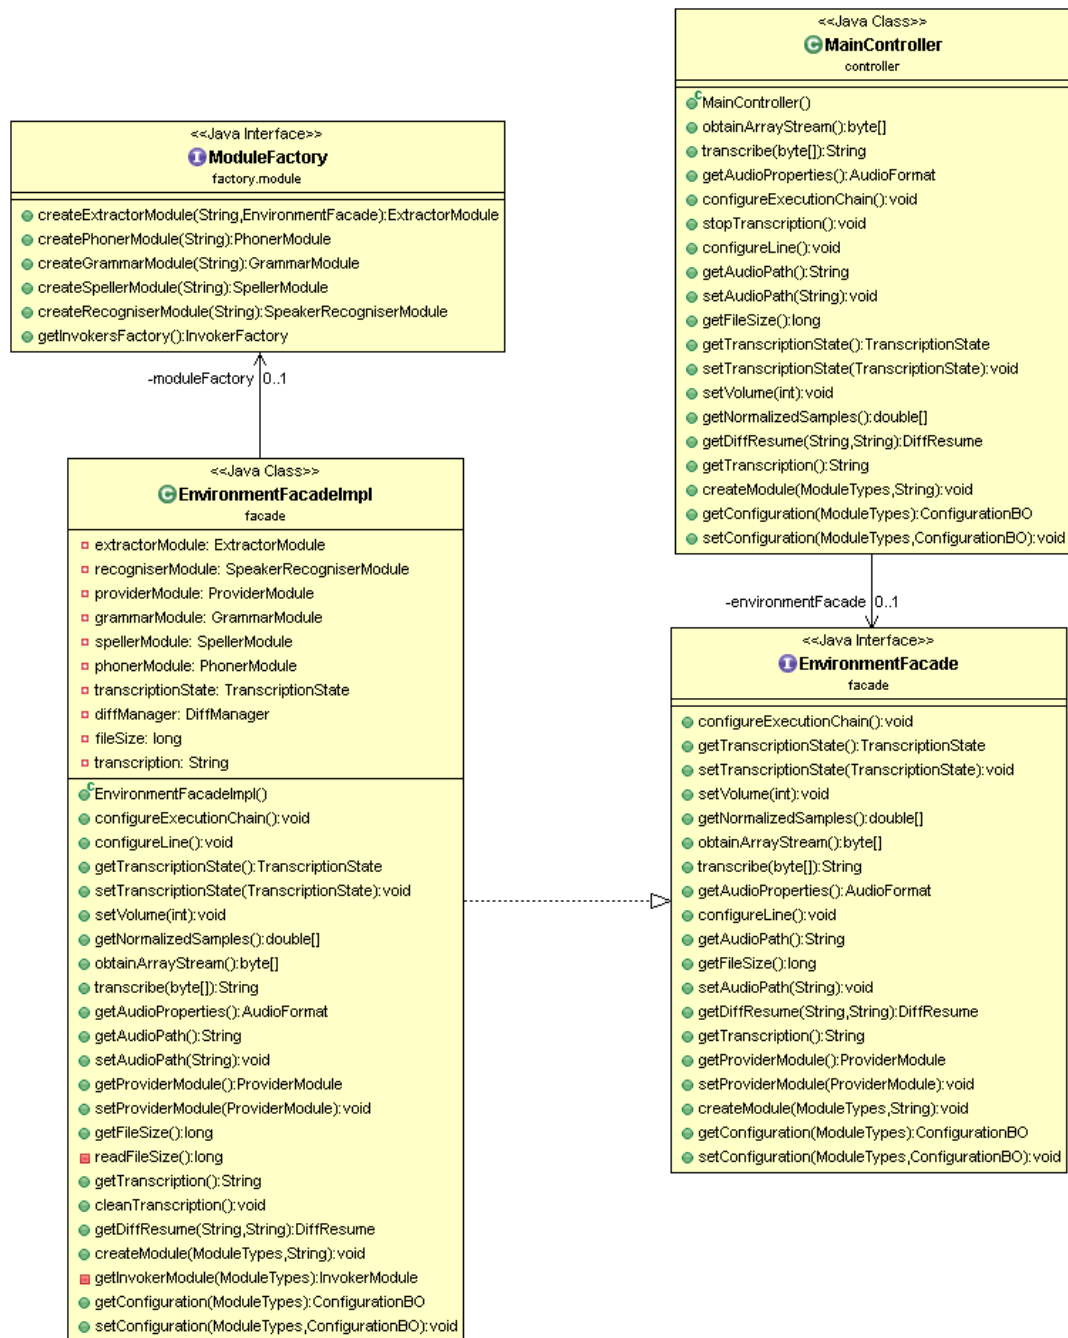 <<Java Class>>
MainController
controller
MainController()
obtainArrayStream():byte[]
transcribe(byte[]):String
getAudioProperties():AudioFormat
configureExecutionChain():void
stopTranscription():void
configureLine():void
getAudioPath():String
setAudioPath(String):void
getFileSize():long
getTranscriptionState():TranscriptionState
setTranscriptionState(TranscriptionState):void
setVolume(int):void
getNormalizedSamples():double[]
getDiffResume(String,String):DiffResume
getTranscription():String
createModule(ModuleTypes,String):void
getConfiguration(ModuleTypes):ConfigurationBO
setConfiguration(ModuleTypes,ConfigurationBO):void
<<Java Interface>>
ModuleFactory
factory.module
createExtractorModule(String,EnvironmentFacade):ExtractorModule
createPhonerModule(String):PhonerModule
createGrammarModule(String):GrammarModule
createSpellerModule(String):SpellerModule
createRecogniserModule(String):SpeakerRecogniserModule
getInvokersFactory():InvokerFactory
-moduleFactory 0..1
<<Java Class>>
EnvironmentFacadeImpl
facade
extractorModule: ExtractorModule
recogniserModule: SpeakerRecogniserModule
providerModule: ProviderModule
grammarModule: GrammarModule
spellerModule: SpellerModule
phonerModule: PhonerModule
transcriptionState: TranscriptionState
diffManager: DiffManager
fileSize: long
transcription: String
EnvironmentFacadeImpl()
configureExecutionChain():void
configureLine():void
getTranscriptionState():TranscriptionState
setTranscriptionState(TranscriptionState):void
setVolume(int):void
getNormalizedSamples():double[]
obtainArrayStream():byte[]
transcribe(byte[]):String
getAudioProperties():AudioFormat
getAudioPath():String
setAudioPath(String):void
getProviderModule():ProviderModule
setProviderModule(ProviderModule):void
getFileSize():long
readFileSize():long
getTranscription():String
cleanTranscription():void
getDiffResume(String,String):DiffResume
createModule(ModuleTypes,String):void
getInvokerModule(ModuleTypes):InvokerModule
getConfiguration(ModuleTypes):ConfigurationBO
setConfiguration(ModuleTypes,ConfigurationBO):void
-environmentFacade 0..1
<<Java Interface>>
EnvironmentFacade
facade
configureExecutionChain():void
getTranscriptionState():TranscriptionState
setTranscriptionState(TranscriptionState):void
setVolume(int):void
getNormalizedSamples():double[]
obtainArrayStream():byte[]
transcribe(byte[]):String
getAudioProperties():AudioFormat
configureLine():void
getAudioPath():String
getFileSize():long
setAudioPath(String):void
getDiffResume(String,String):DiffResume
getTranscription():String
getProviderModule():ProviderModule
setProviderModule(ProviderModule):void
createModule(ModuleTypes,String):void
getConfiguration(ModuleTypes):ConfigurationBO
setConfiguration(ModuleTypes,ConfigurationBO):void